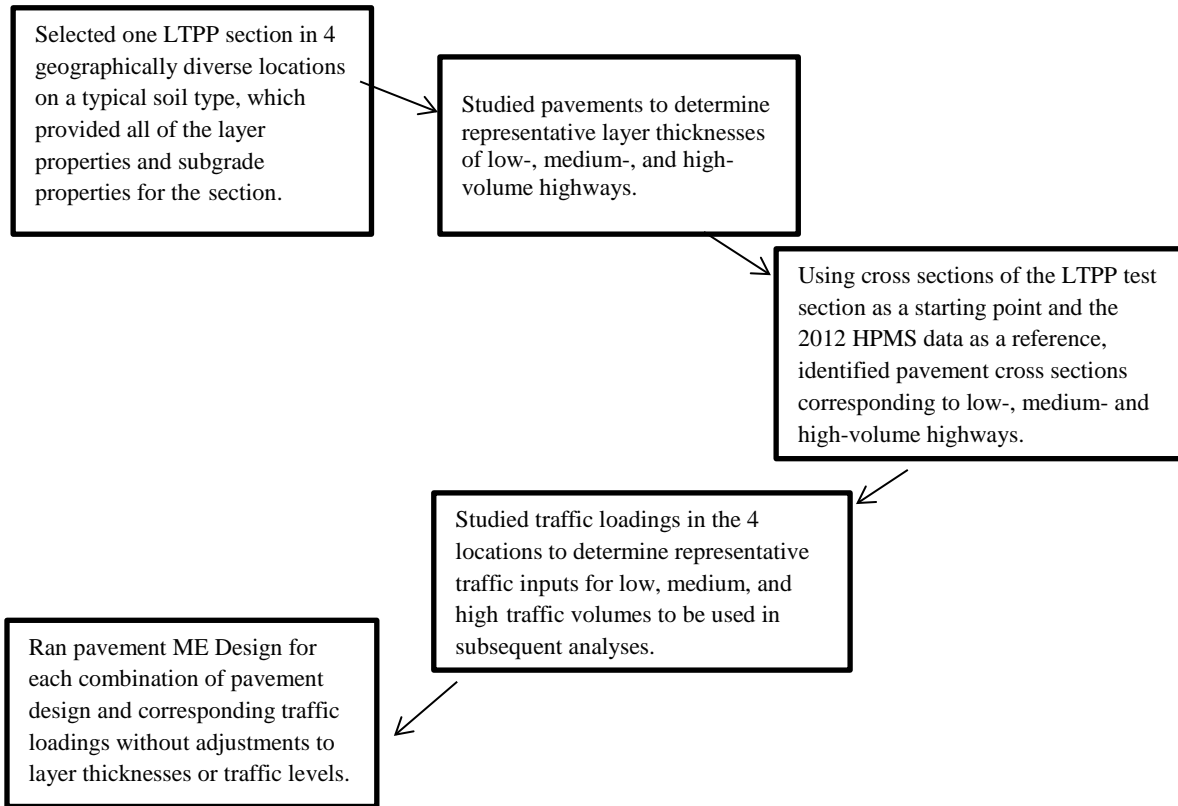 Selected one LTPP section in 4
geographically diverse locations
on a typical soil type, which
provided all of the layer
properties and subgrade
properties for the section.
Studied pavements to determine
representative layer thicknesses
of low-, medium-, and high-
volume highways.
Using cross sections of the LTPP test
section as a starting point and the
2012 HPMS data as a reference,
identified pavement cross sections
corresponding to low-, medium- and
high-volume highways.
Studied traffic loadings in the 4
locations to determine representative
traffic inputs for low, medium, and
high traffic volumes to be used in
subsequent analyses.
Ran pavement ME Design for
each combination of pavement
design and corresponding traffic
loadings without adjustments to
layer thicknesses or traffic levels.